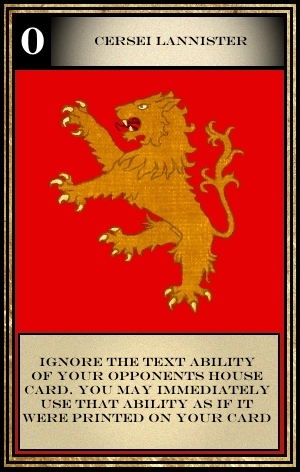 0
CERSEI LANNISTER
IGNORE THE TEXT ABILITY
OF YOUR OPPONENTS HOUSE
CARD. YOU MAY IMMEDIATELY
USE THAT ABILITY AS IF IT
WERE PRINTED ON YOUR CARD